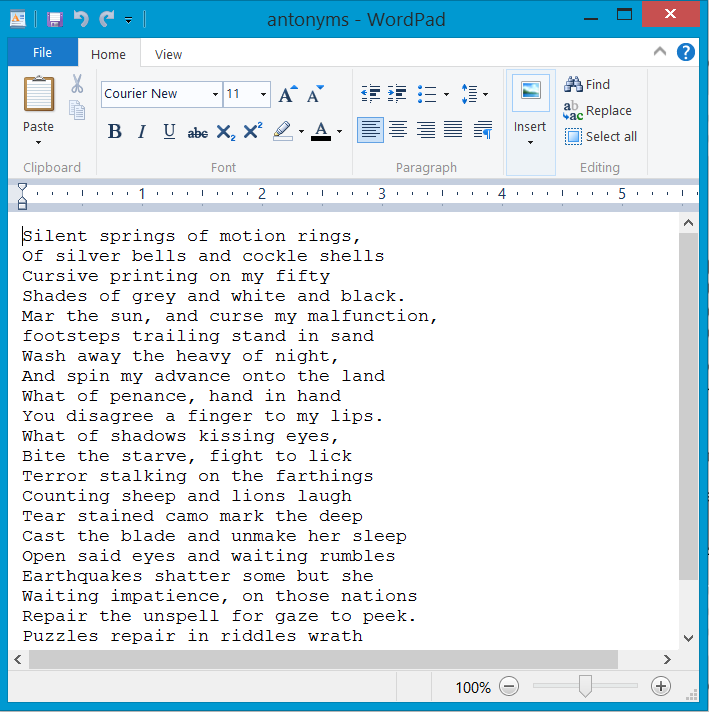 antonyms - WordPad
File
Home
View
Courier New
11
A A
Find
Replace
Select all
Paste
Insert
B I U abc X2 X2 A
Clipboard
Font
Paragraph
Editing
1 2 3 4 5
Silent springs of motion rings,
Of silver bells and cockle shells
Cursive printing on my fifty
Shades of grey and white and black.
Mar the sun, and curse my malfunction,
footsteps trailing stand in sand
Wash away the heavy of night,
And spin my advance onto the land
What of penance, hand in hand
You disagree a finger to my lips.
What of shadows kissing eyes,
Bite the starve, fight to lick
Terror stalking on the farthings
Counting sheep and lions laugh
Tear stained camo mark the deep
Cast the blade and unmake her sleep
Open said eyes and waiting rumbles
Earthquakes shatter some but she
Waiting impatience, on those nations
Repair the unspell for gaze to peek.
Puzzles repair in riddles wrath
100%